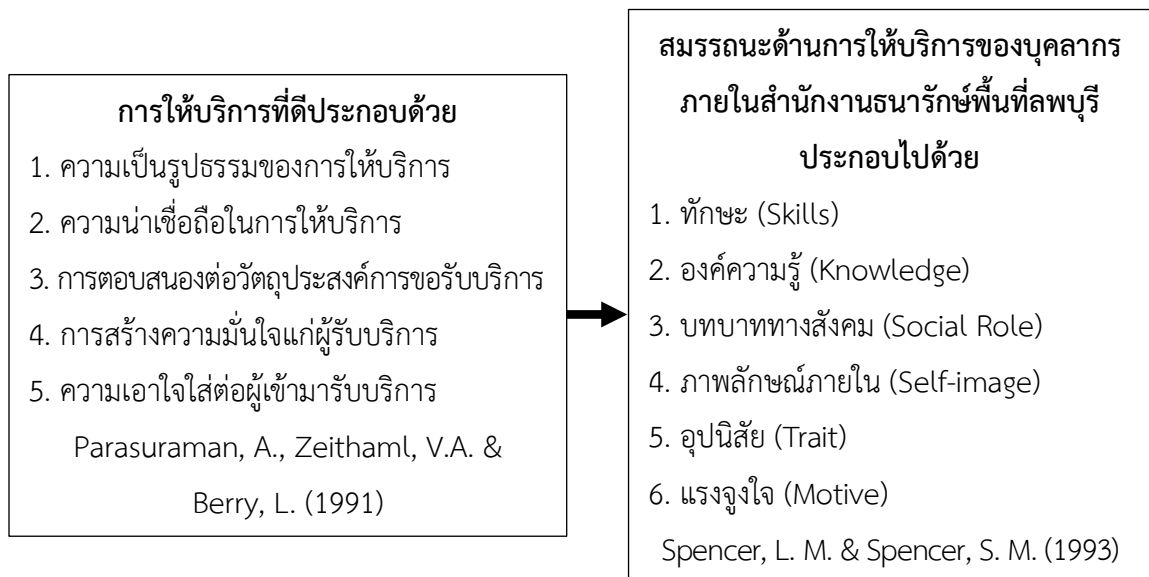 การให้บริการที่ดีประกอบด้วย
1. ความเป็นรูปธรรมของการให้บริการ
2. ความน่าเชื่อถือในการให้บริการ
3. การตอบสนองต่อวัตถุประสงค์การขอรับบริการ
4. การสร้างความมั่นใจแก่ผู้รับบริการ
5. ความเอาใจใส่ต่อผู้เข้ามารับบริการ
Parasuraman, A., Zeithaml, V.A. &
Berry, L. (1991)
สมรรถนะด้านการให้บริการของบุคลากร
ภายในสำนักงานธนารักษ์พื้นที่ลพบุรี
ประกอบไปด้วย
1. ทักษะ (Skills)
2. องค์ความรู้ (Knowledge)
3. บทบาททางสังคม (Social Role)
4. ภาพลักษณ์ภายใน (Self-image)
5. อุปนิสัย (Trait)
6. แรงจูงใจ (Motive)
Spencer, L. M. & Spencer, S. M. (1993)